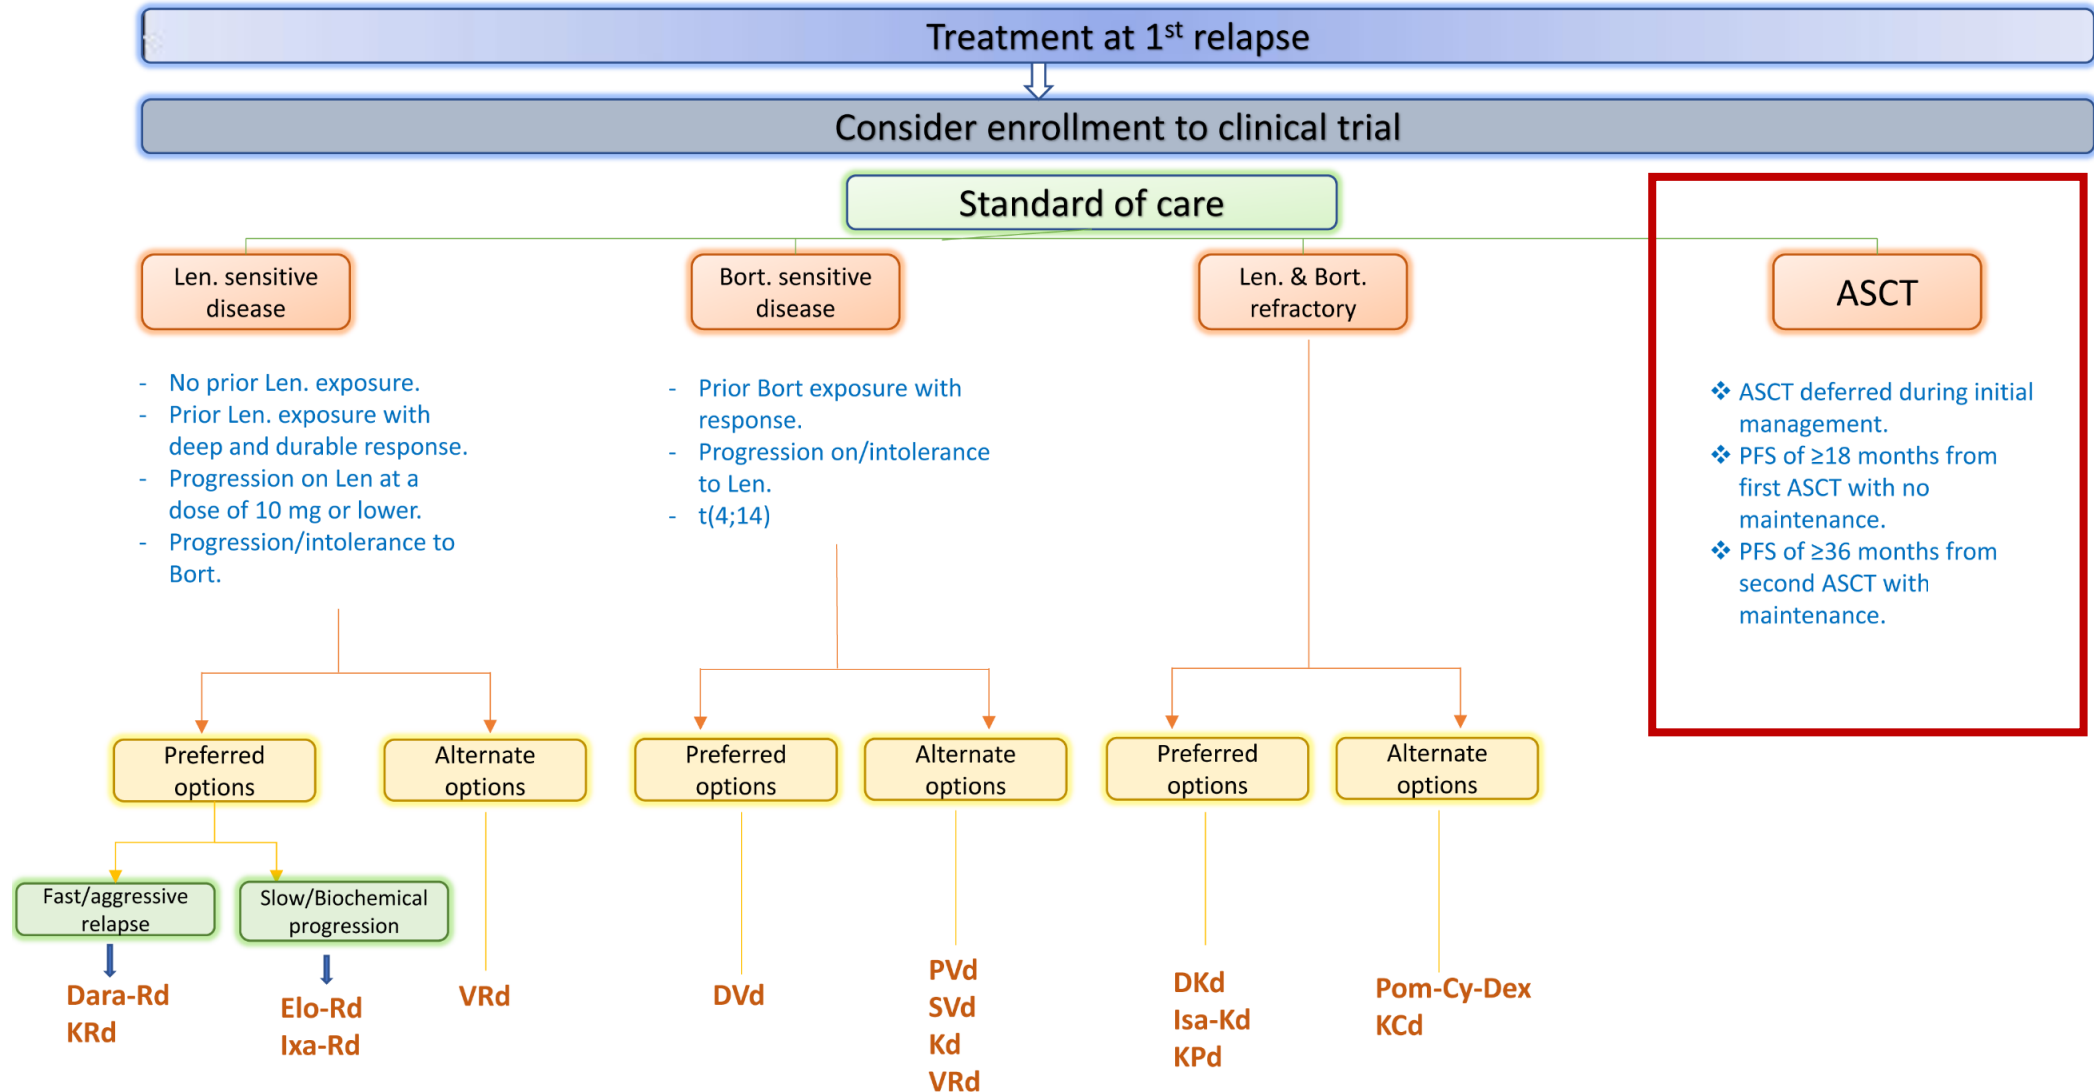 Treatment at 1st relapse
Consider enrollment to clinical trial
Standard of care
Len. sensitive
disease
- No prior Len. exposure.
- Prior Len. exposure with
deep and durable response.
- Progression on Len at a
dose of 10 mg or lower.
- Progression/intolerance to
Bort.
Bort. sensitive
disease
- Prior Bort exposure with
response.
- Progression on/intolerance
to Len.
- t(4;14)
Len. & Bort.
refractory
ASCT
❖ ASCT deferred during initial
management.
❖ PFS of ≥18 months from
first ASCT with no
maintenance.
❖ PFS of ≥36 months from
second ASCT with
maintenance.
Preferred
options
Alternate
options
Preferred
options
Alternate
options
Preferred
options
Alternate
options
Fast/aggressive
relapse
Slow/Biochemical
progression
Dara-Rd
KRd
Elo-Rd
Ixa-Rd
VRd
DVd
PVd
SVd
Kd
VRd
DKd
Isa-Kd
KPd
Pom-Cy-Dex
KCd